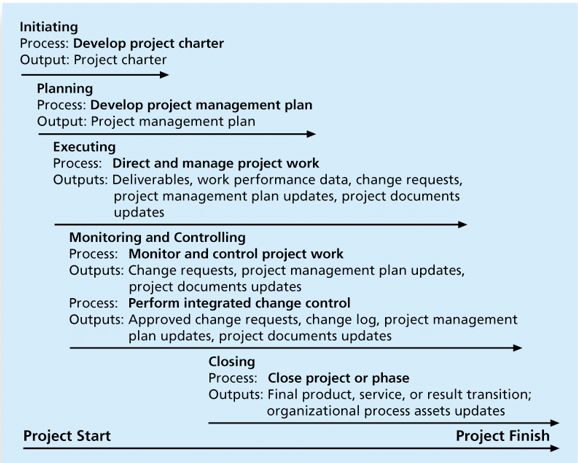 Initiating
Process: Develop project charter
Output: Project charter
Planning
Process: Develop project management plan
Output: Project management plan
Executing
Process: Direct and manage project work
Outputs: Deliverables, work performance data, change requests,
project management plan updates, project documents
updates
Monitoring and Controlling
Process: Monitor and control project work
Outputs: Change requests, project management plan updates,
project documents updates
Process: Perform integrated change control
Outputs: Approved change requests, change log, project management
plan updates, project documents updates
Closing
Process: Close project or phase
Outputs: Final product, service, or result transition;
organizational process assets updates
Project Start Project Finish